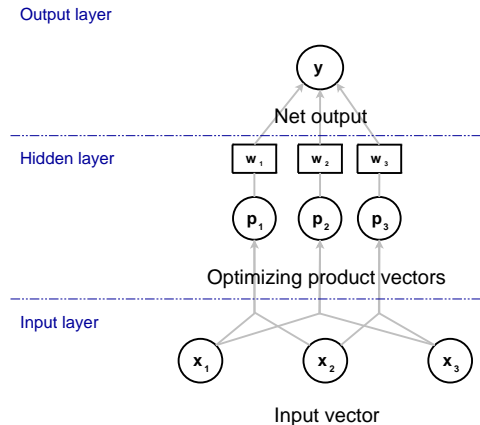 Output layer
y
Net output
Hidden layer
w1 w2 w3
p1 p2 p3
Optimizing product vectors
Input layer
x1 x2 x3
Input vector